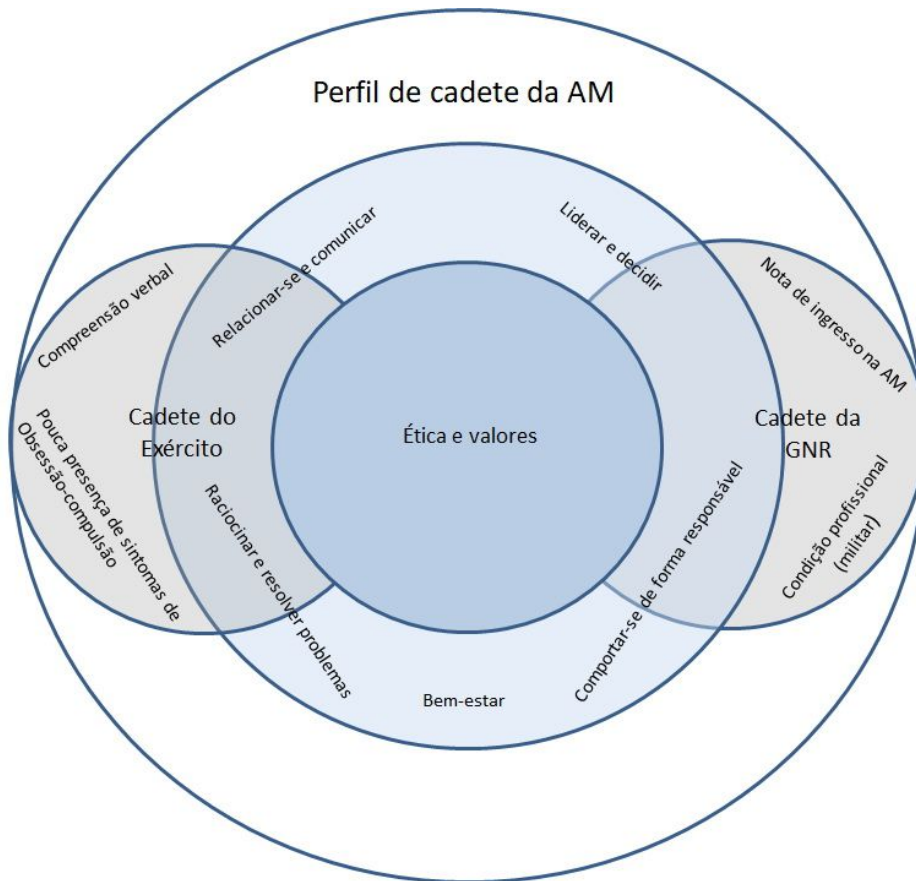 Perfil de cadete da AM
Relacionar-se e comunicar
Liderar e decidir
Compreensão verbal
Nota de ingresso na AM
Cadete do
Exército
Ética e valores
Cadete da
GNR
Pouca presença de sintomas de
Obsessão-compulsão
Raciocinar e resolver problemas
Comportar-se de forma responsável
Condição profissional
(militar)
Bem-estar